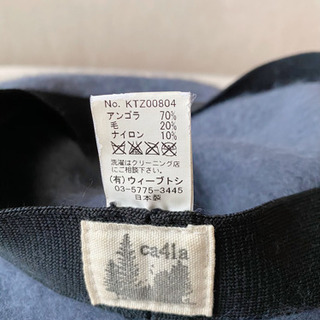 No. KTZ00804
アンゴラ 70%
毛 20%
ナイロン 10%
洗濯はクリーニング店
にご相談下さい。
(有)ウィーブトシ
03-5775-3445
日本製
ca4la